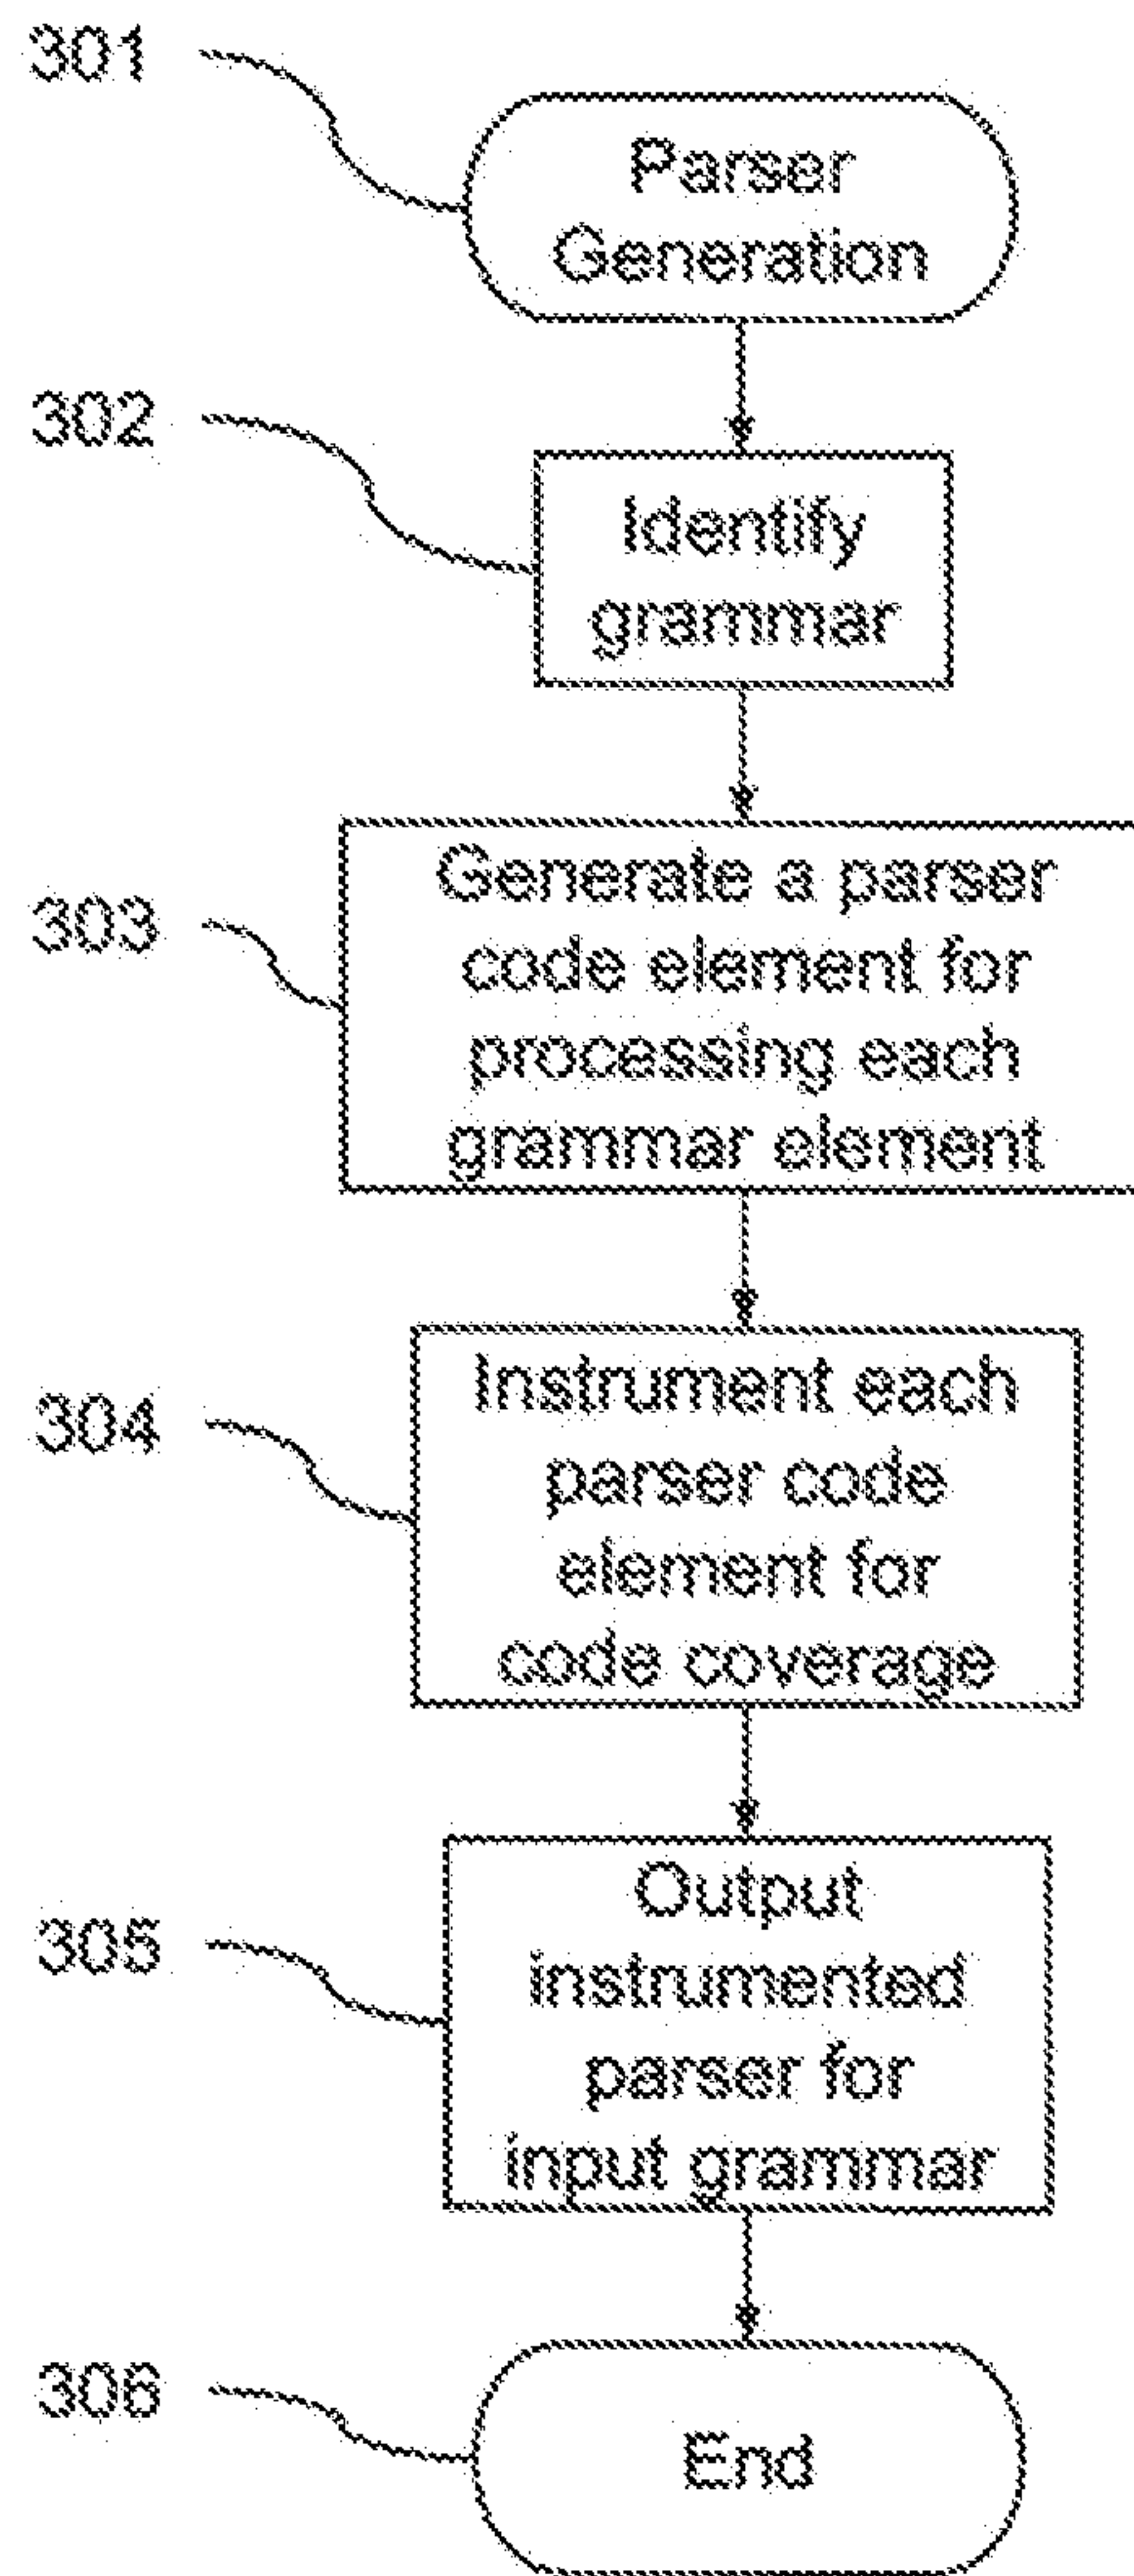 301
Parser
Generation
302
Identify
grammar
303
Generate a parser
code element for
processing each
grammar element
304
Instrument each
parser code
element for
code coverage
305
Output
instrumented
parser for
input grammar
306
End